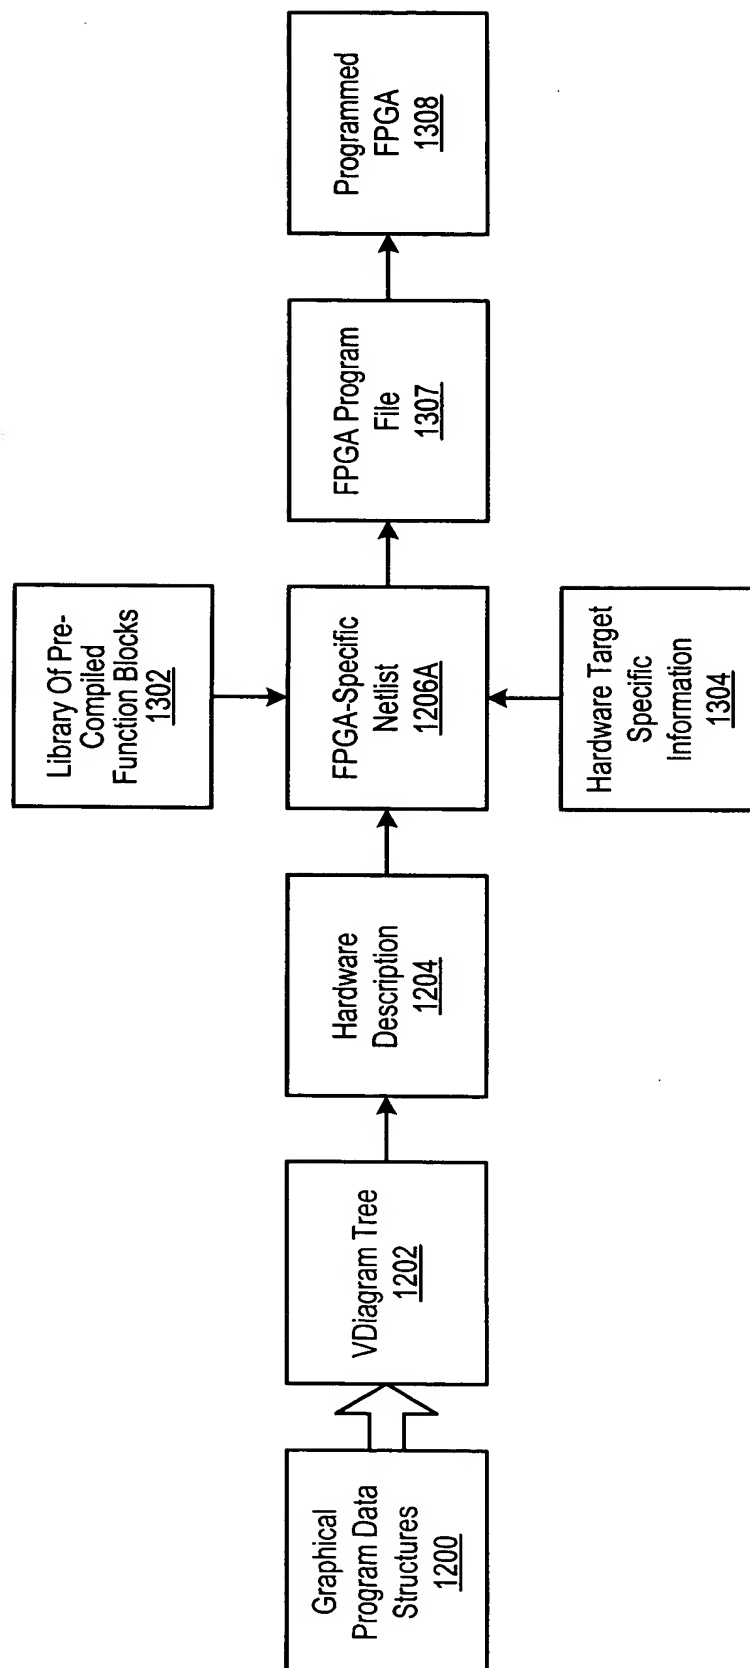 Graphical
Program Data
Structures
1200
VDiagram Tree
1202
Hardware
Description
1204
Library Of Pre-
Compiled
Function Blocks
1302
FPGA-Specific
Netlist
1206A
Hardware Target
Specific
Information
1304
FPGA Program
File
1307
Programmed
FPGA
1308